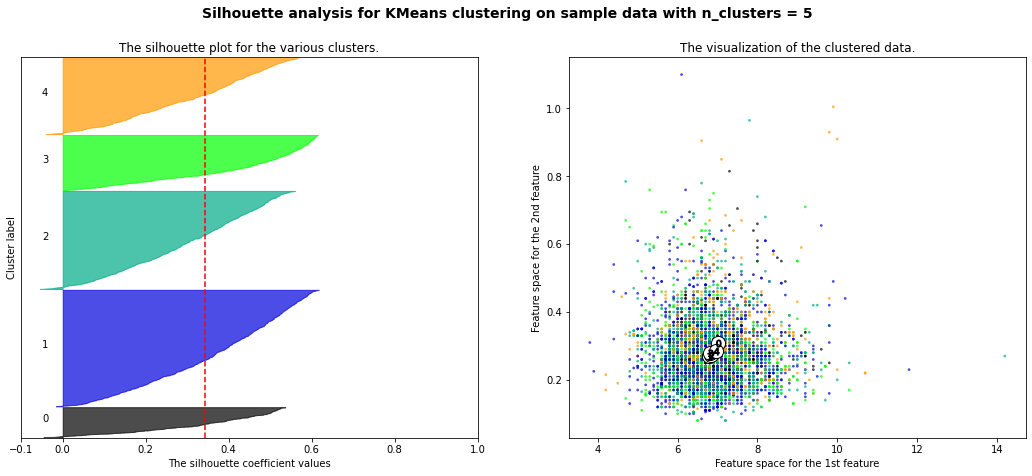 Silhouette analysis for KMeans clustering on sample data with n_clusters = 5
The silhouette plot for the various clusters.
4
3
2
1
0
Cluster label
−0.1 0.0 0.2 0.4 0.6 0.8 1.0
The silhouette coefficient values
The visualization of the clustered data.
1.0
0.8
0.6
0.4
0.2
Feature space for the 2nd feature
0
4
4 6 8 10 12 14
Feature space for the 1st feature